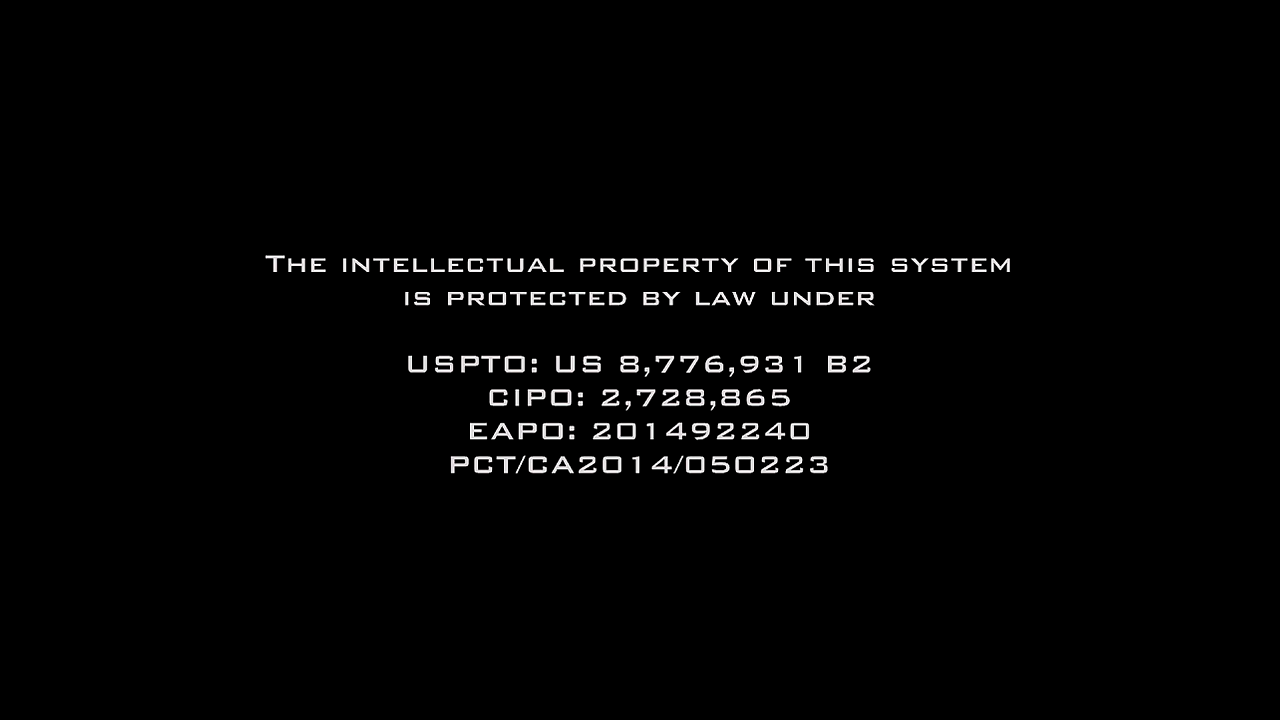 The intellectual property of this system
is protected by law under
USPTO: US 8,776,931 B2
CIPO: 2,728,865
EAPO: 201492240
PCT/CA2014/050223